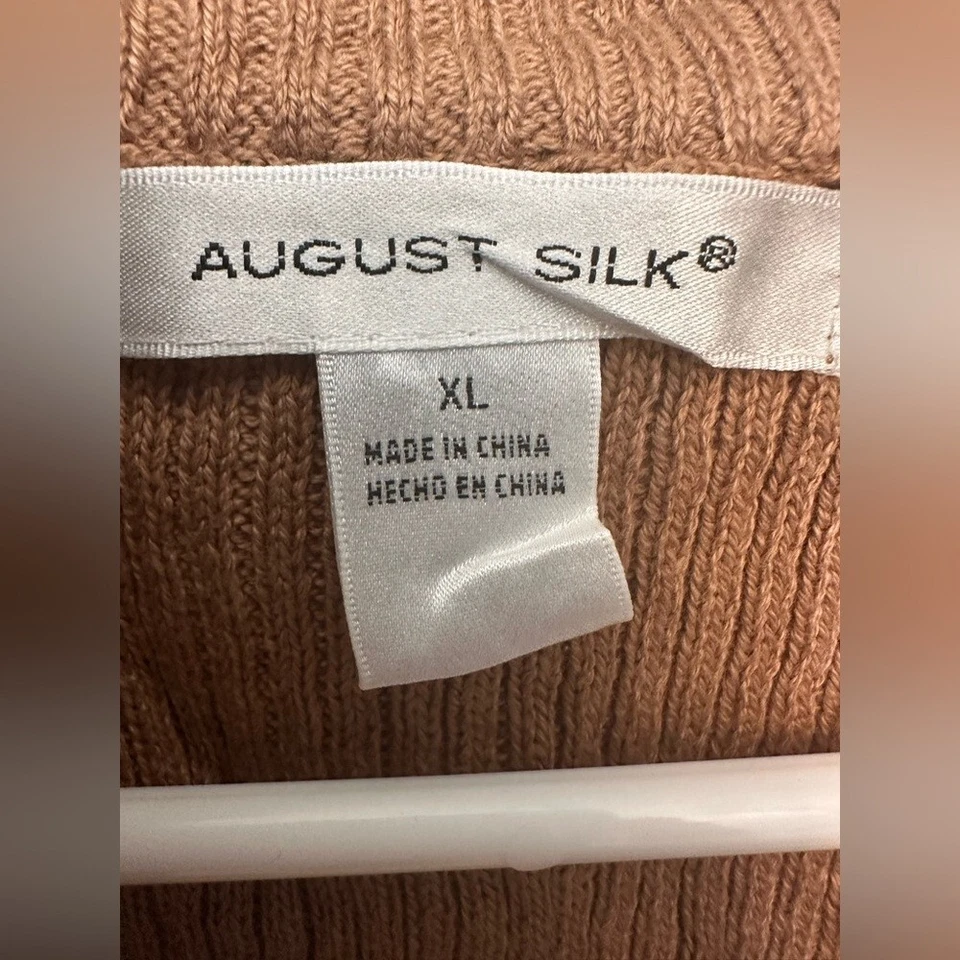 AUGUST SILK®
XL
MADE IN CHINA
HECHO EN CHINA